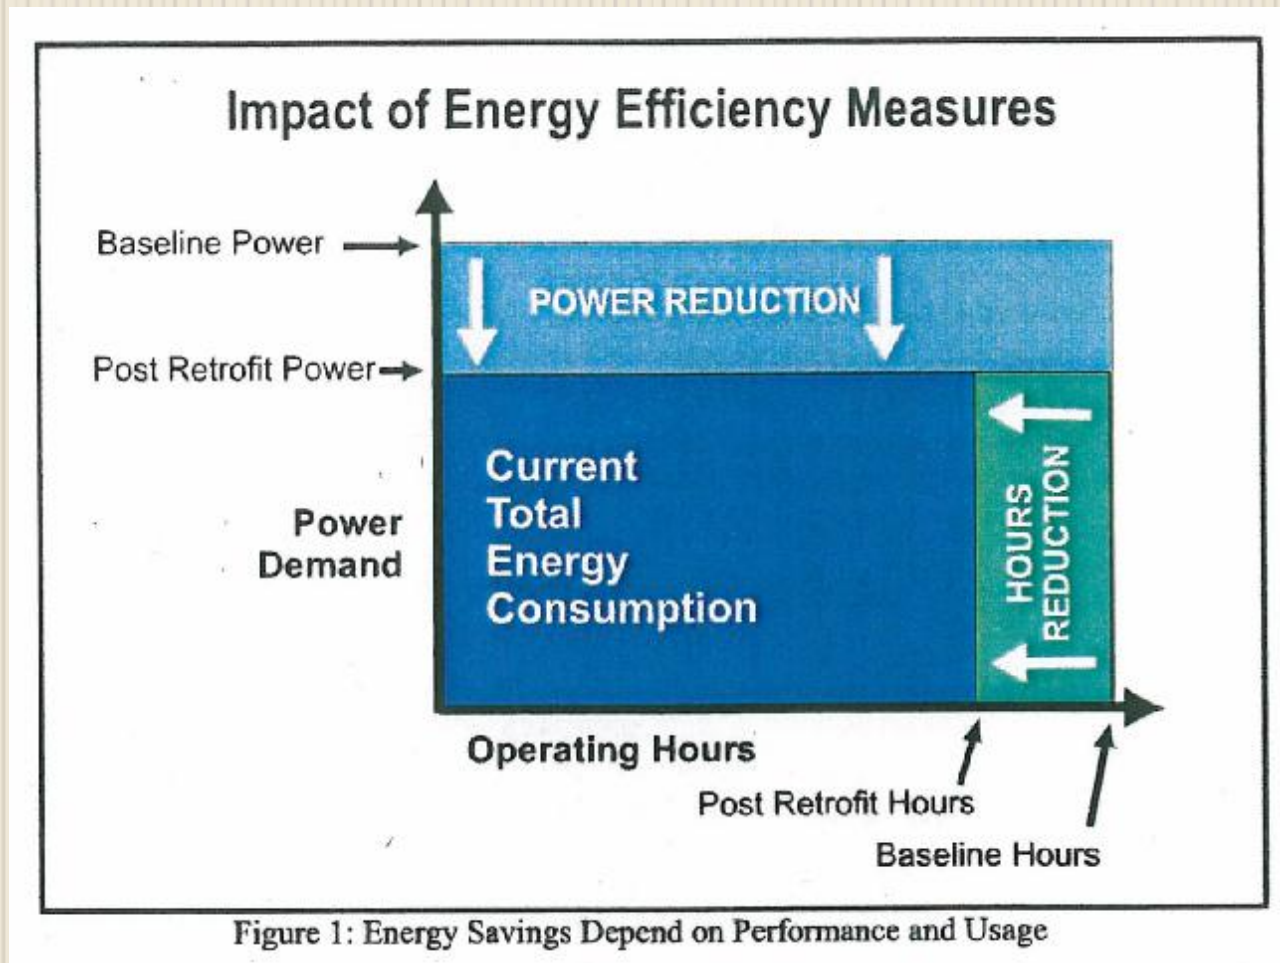 Impact of Energy Efficiency Measures
Baseline Power
POWER REDUCTION
Post Retrofit Power
Current
Total
Energy
Consumption
HOURS
REDUCTION
Power
Demand
Operating Hours
Post Retrofit Hours
Baseline Hours
Figure 1: Energy Savings Depend on Performance and Usage